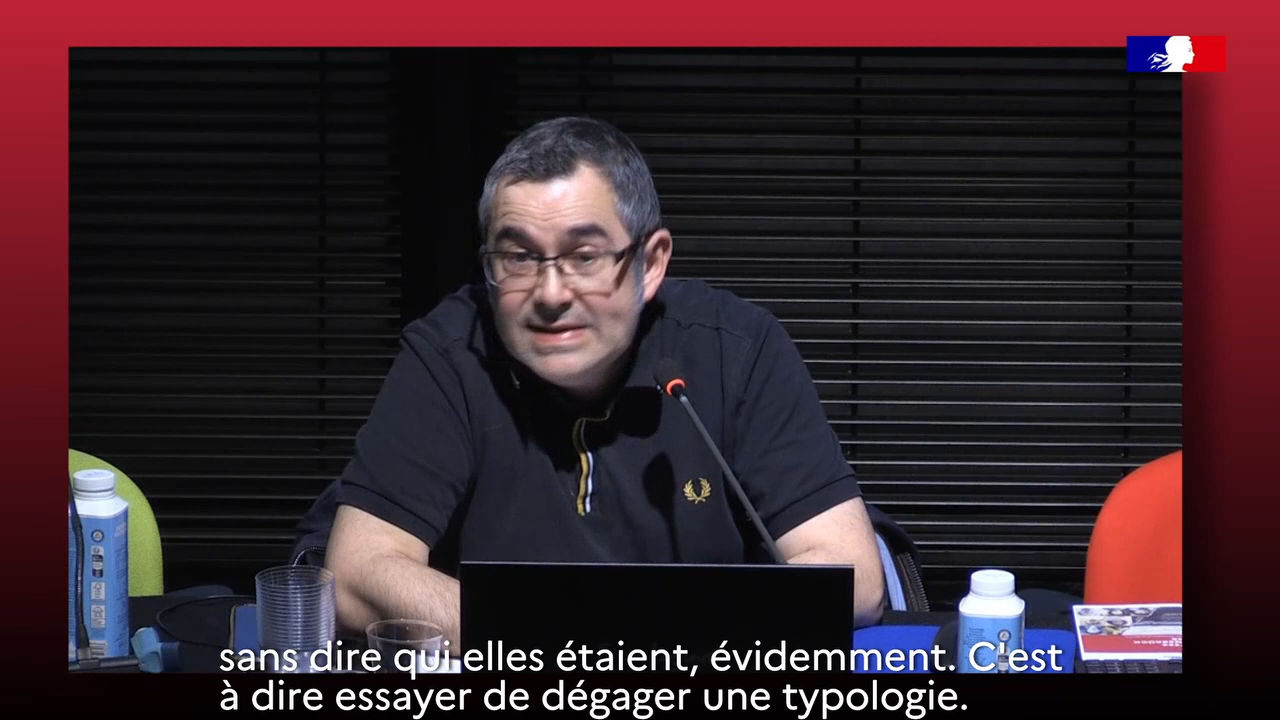 sans dire qui elles étaient, évidemment. C'est
à dire essayer de dégager une typologie.